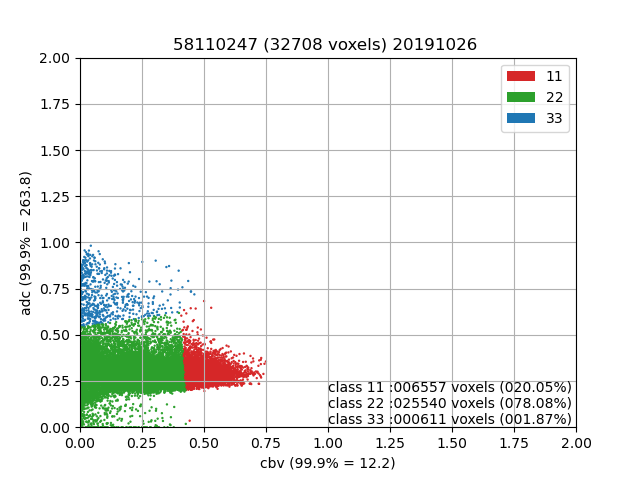 58110247 (32708 voxels) 20191026
2.00
1.75
1.50
1.25
1.00
0.75
0.50
0.25
0.00
adc (99.9% = 263.8)
11
22
33
class 11 :006557 voxels (020.05%)
class 22 :025540 voxels (078.08%)
class 33 :000611 voxels (001.87%)
0.00 0.25 0.50 0.75 1.00 1.25 1.50 1.75 2.00
cbv (99.9% = 12.2)